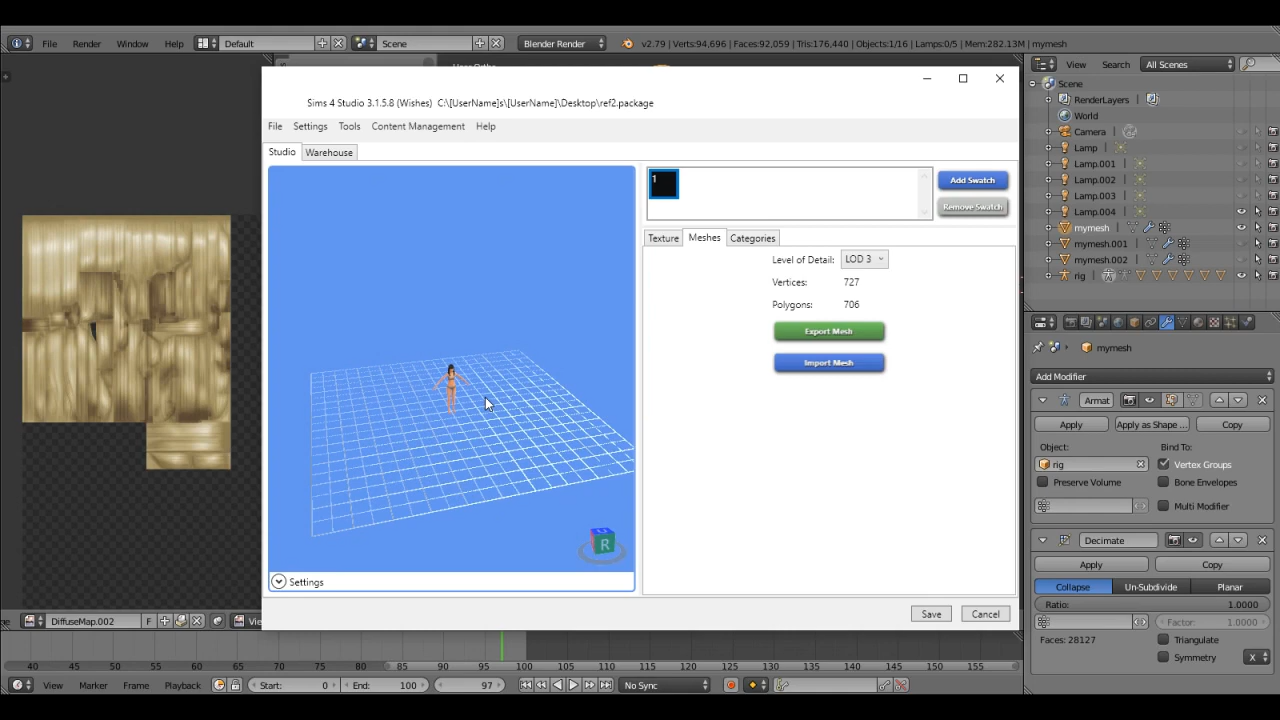 File Render Window Help Default Scene Blender Render v2.79 | Verts:94,696 | Faces:92,059 | Tris:176,440 | Objects:1/16 | Lamps:0/5 | Mem:282.13M | mymesh
View Search All Scenes
Sims 4 Studio 3.1.5.8 (Wishes) C:\[UserName]s\[UserName]\Desktop\ref2.package
File Settings Tools Content Management Help
Studio Warehouse
1
Add Swatch
Remove Swatch
Texture Meshes Categories
Level of Detail: LOD 3
Vertices: 727
Polygons: 706
Export Mesh
Import Mesh
R
Settings
Save Cancel
Scene
RenderLayers
World
Camera
Lamp
Lamp.001
Lamp.002
Lamp.003
Lamp.004
mymesh
mymesh.001
mymesh.002
rig
mymesh
Add Modifier
Armat
Apply Apply as Shape ... Copy
Object: Bind To:
rig Vertex Groups
Preserve Volume Bone Envelopes
Multi Modifier
Decimate
Apply Copy
Collapse Un-Subdivide Planar
Ratio: 1.0000
Factor: 1.0000
Faces: 28127 Triangulate
Symmetry X
DiffuseMap.002 F
40 45 50 55 60 65 70 75 80 85 90 95 100 105 110 115 120 125 130 135 140 145 150 155
View Marker Frame Playback Start: 0 End: 100 97 No Sync